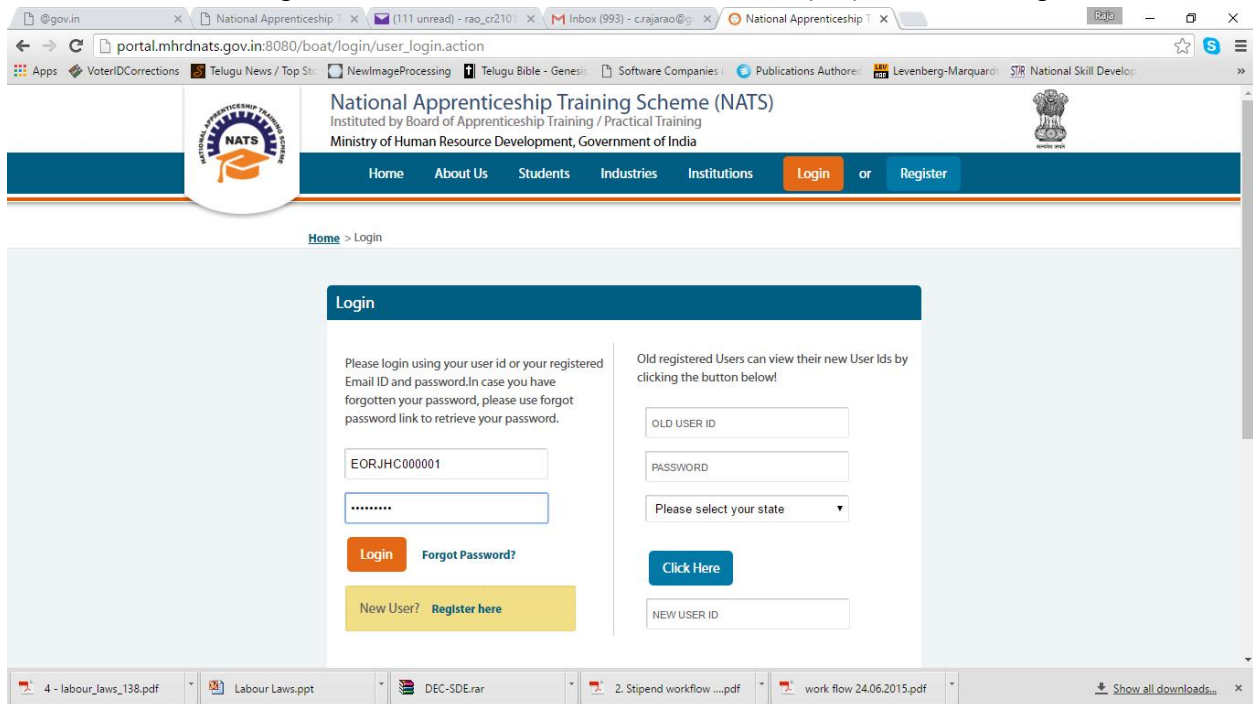 @gov.in
National Apprenticeship T
(111 unread) - rao_cr2101
Inbox (993) - c.rajarao@g
National Apprenticeship T
Raja
portal.mhrdnats.gov.in:8080/boat/login/user_login.action
Apps VoterIDCorrections Telugu News / Top Sto NewImageProcessing Telugu Bible - Genesis Software Companies i Publications Authored Levenberg-Marquardt National Skill Develop »
NATIONAL APPRENTICESHIP TRAINING SCHEME
NATS
National Apprenticeship Training Scheme (NATS)
Instituted by Board of Apprenticeship Training / Practical Training
Ministry of Human Resource Development, Government of India
Home About Us Students Industries Institutions Login or Register
Home > Login
Login
Please login using your user id or your registered
Email ID and password.In case you have
forgotten your password, please use forgot
password link to retrieve your password.
EORJHC000001
•••••••••
Login Forgot Password?
New User? Register here
Old registered Users can view their new User Ids by
clicking the button below!
OLD USER ID
PASSWORD
Please select your state
Click Here
NEW USER ID
4 - labour_laws_138.pdf
Labour Laws.ppt
DEC-SDE.rar
2. Stipend workflow ....pdf
work flow 24.06.2015.pdf
Show all downloads...